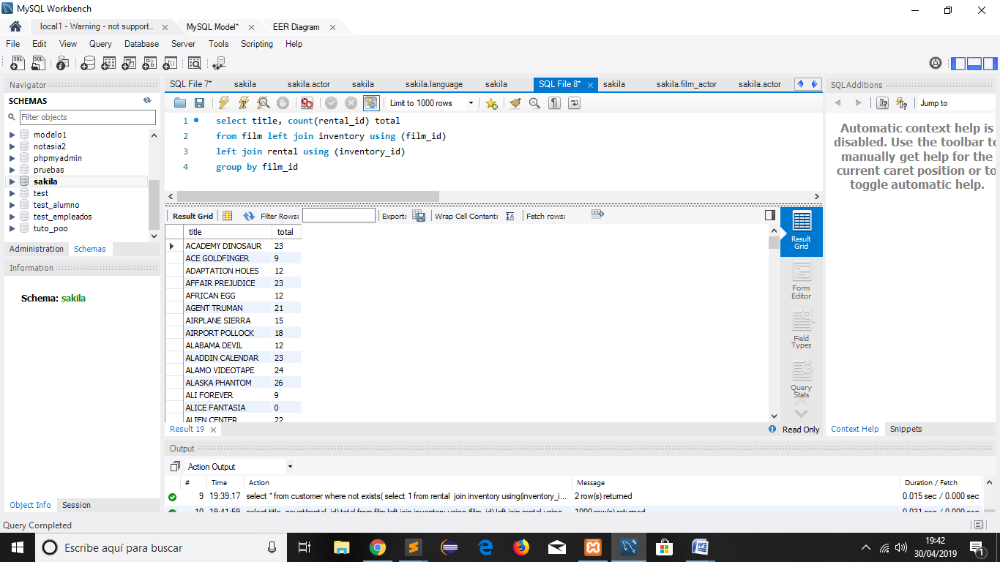 MySQL Workbench
local1 - Warning - not support... MySQL Model* EER Diagram
File Edit View Query Database Server Tools Scripting Help
Navigator
SCHEMAS
Filter objects
modelo1
notasia2
phpmyadmin
pruebas
sakila
test
test_alumno
test_empleados
tuto_poo
Administration Schemas
Information
Schema: sakila
Object Info Session
Query Completed
SQL File 7* sakila sakila.actor sakila sakila.language sakila SQL File 8* sakila sakila.film_actor sakila.actor
Limit to 1000 rows
1 select title, count(rental_id) total
2 from film left join inventory using (film_id)
3 left join rental using (inventory_id)
4 group by film_id
Result Grid Filter Rows: Export: Wrap Cell Content: Fetch rows:
title total
ACADEMY DINOSAUR 23
ACE GOLDFINGER 9
ADAPTATION HOLES 12
AFFAIR PREJUDICE 23
AFRICAN EGG 12
AGENT TRUMAN 21
AIRPLANE SIERRA 15
AIRPORT POLLOCK 18
ALABAMA DEVIL 12
ALADDIN CALENDAR 23
ALAMO VIDEOTAPE 24
ALASKA PHANTOM 26
ALI FOREVER 9
ALICE FANTASIA 0
ALIEN CENTER 22
Result Grid
Form Editor
Field Types
Query Stats
Result 19 Read Only
SQLAdditions
Jump to
Automatic context help is
disabled. Use the toolbar to
manually get help for the
current caret position or to
toggle automatic help.
Context Help Snippets
Output
Action Output
# Time Action Message Duration / Fetch
9 19:39:17 select * from customer where not exists( select 1 from rental join inventory using(inventory_i... 2 row(s) returned 0.015 sec / 0.000 sec
10 19:41:59 select title, count(rental_id) total from film left join inventory using (film_id) left join rental using... 1000 row(s) returned 0.031 sec / 0.000 sec
Escribe aquí para buscar
19:42
30/04/2019
1